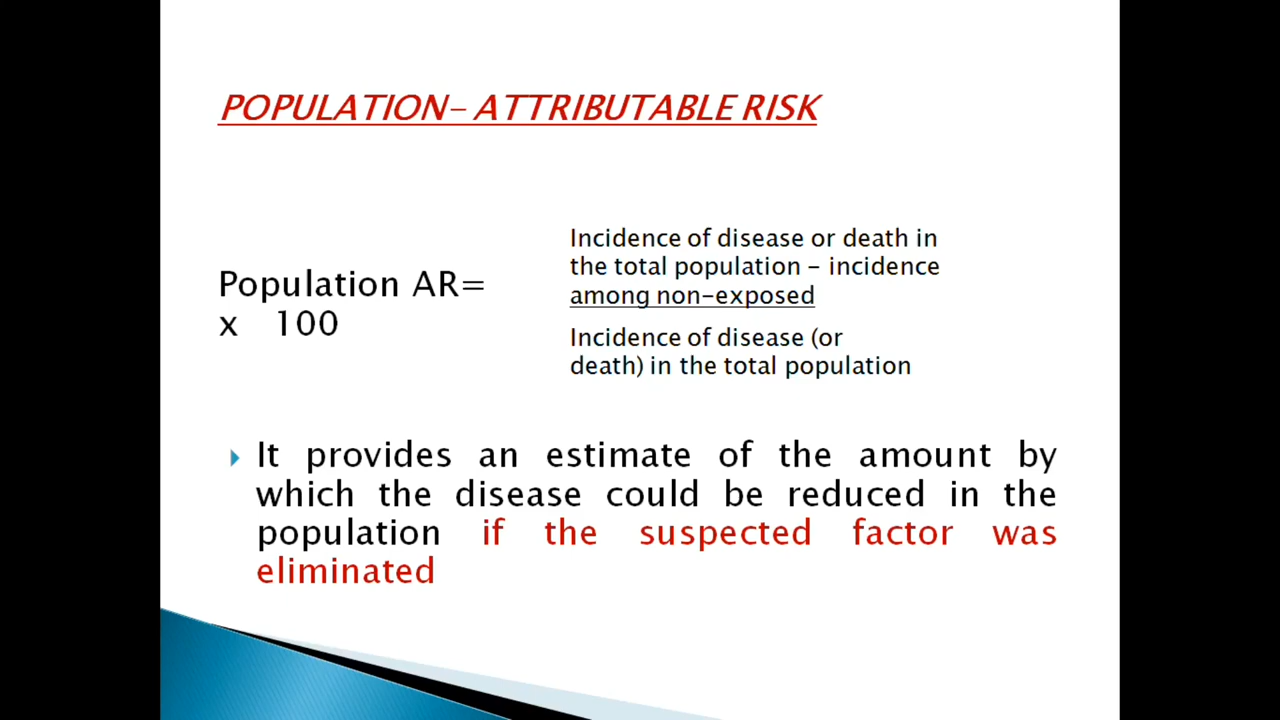 POPULATION- ATTRIBUTABLE RISK
Population AR=
x 100
Incidence of disease or death in
the total population – incidence
among non-exposed
Incidence of disease (or
death) in the total population
It provides an estimate of the amount by
which the disease could be reduced in the
population if the suspected factor was
eliminated